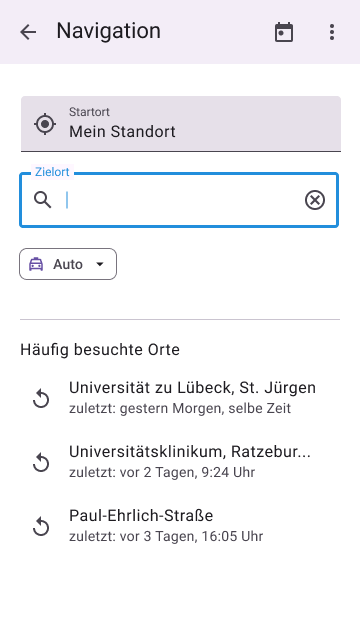 Navigation
Startort
Mein Standort
Zielort
Auto
Häufig besuchte Orte
Universität zu Lübeck, St. Jürgen
zuletzt: gestern Morgen, selbe Zeit
Universitätsklinikum, Ratzebur...
zuletzt: vor 2 Tagen, 9:24 Uhr
Paul-Ehrlich-Straße
zuletzt: vor 3 Tagen, 16:05 Uhr